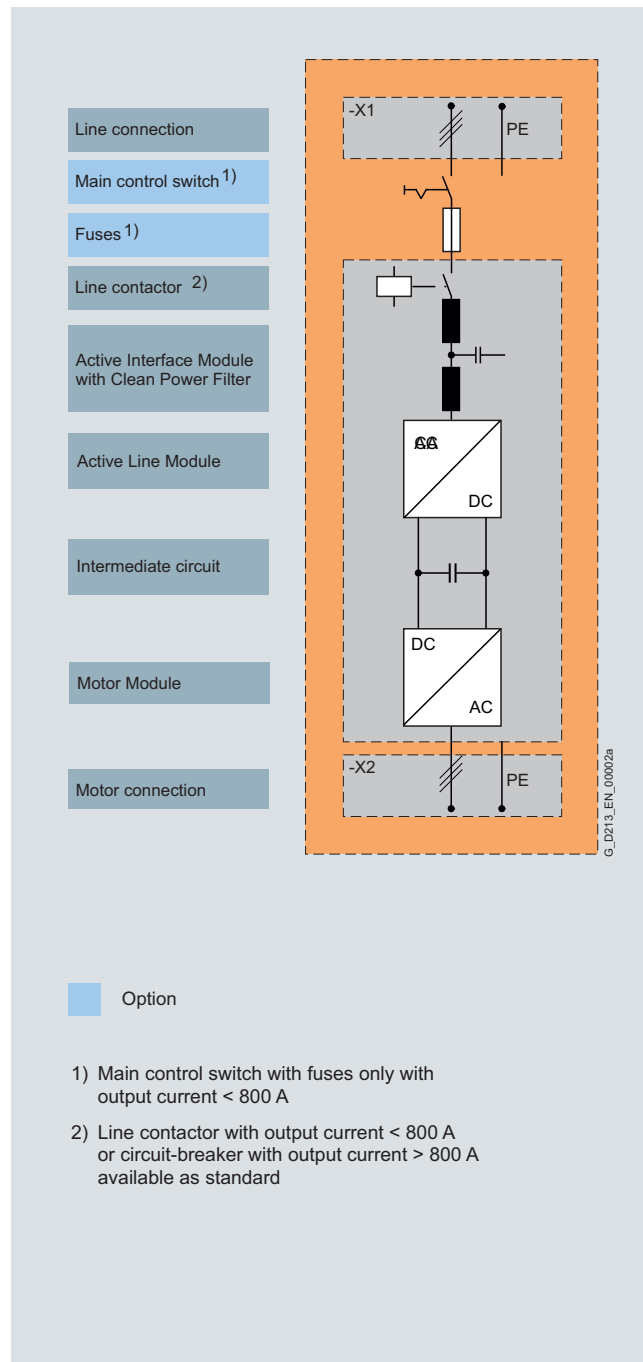 Line connection
-X1
PE
Main control switch 1)
Fuses 1)
Line contactor 2)
Active Interface Module
with Clean Power Filter
Active Line Module
DC
Intermediate circuit
DC
AC
Motor Module
-X2
PE
Motor connection
G_D213_EN_00002a
Option
1) Main control switch with fuses only with
output current < 800 A
2) Line contactor with output current < 800 A
or circuit-breaker with output current > 800 A
available as standard